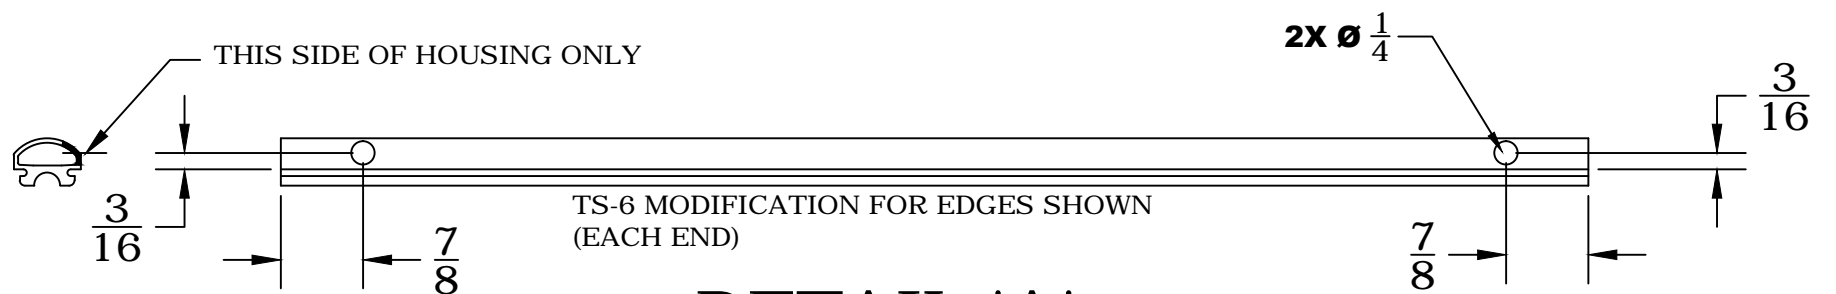 THIS SIDE OF HOUSING ONLY
2X Ø 1/4
3/16
3/16
TS-6 MODIFICATION FOR EDGES SHOWN
(EACH END)
7/8
7/8